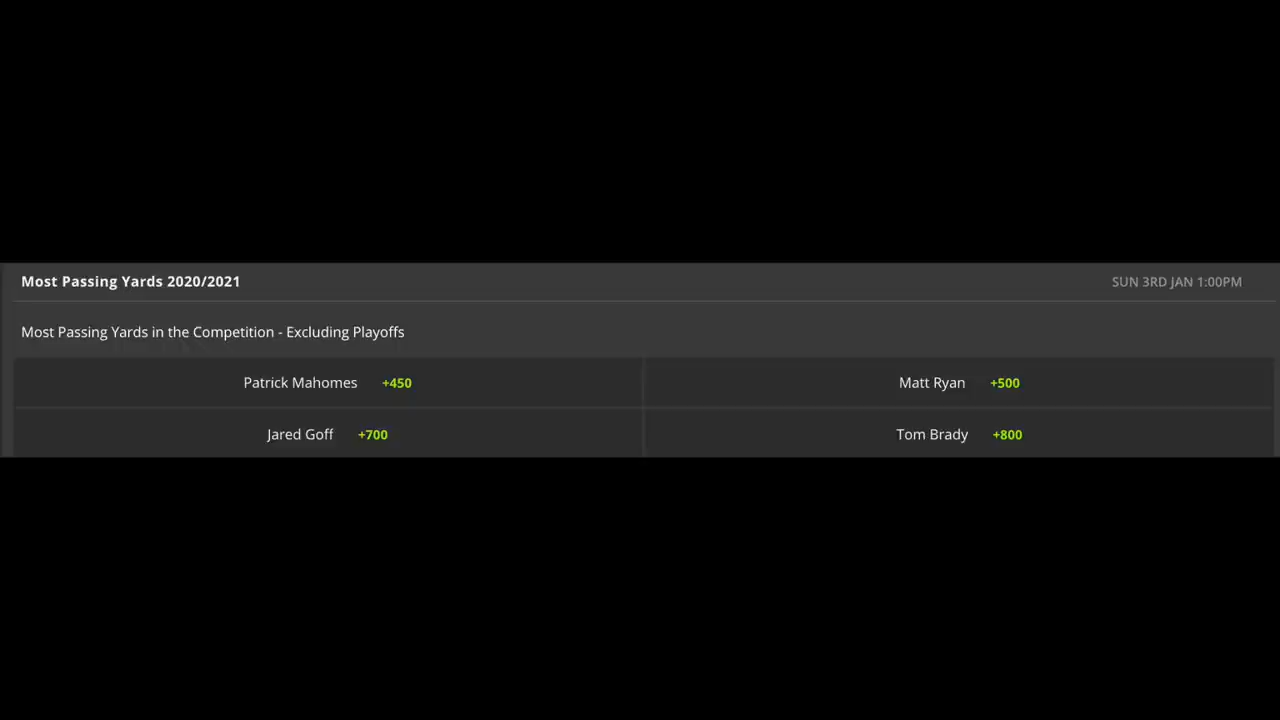 Most Passing Yards 2020/2021 SUN 3RD JAN 1:00PM
Most Passing Yards in the Competition - Excluding Playoffs
Patrick Mahomes +450 Matt Ryan +500
Jared Goff +700 Tom Brady +800